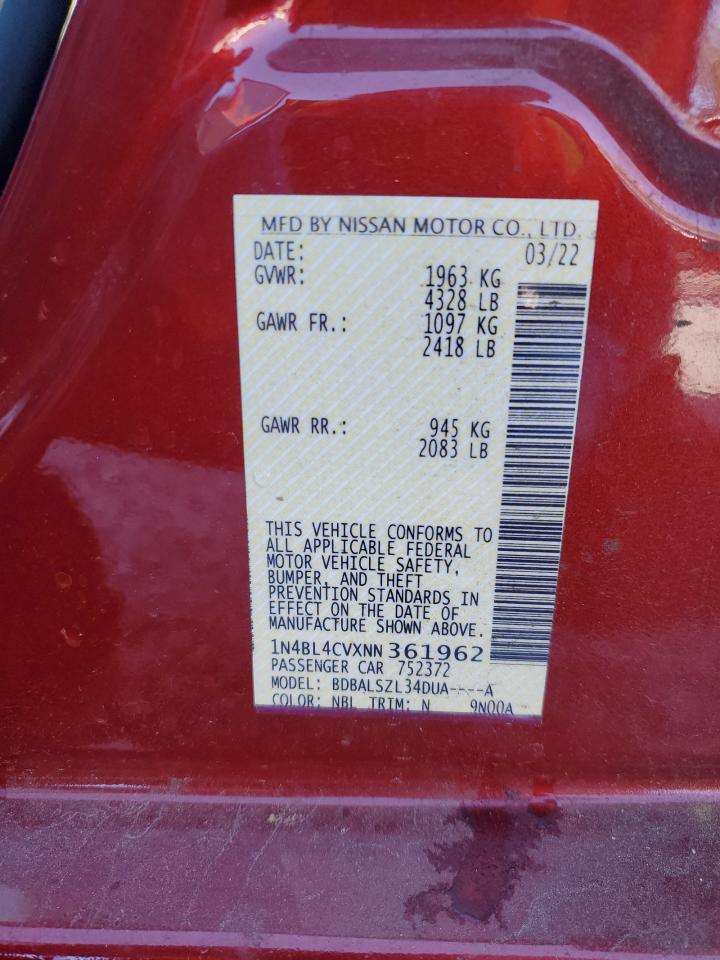 MFD BY NISSAN MOTOR CO., LTD.
DATE: 03/22
GVWR: 1963 KG
4328 LB
GAWR FR.: 1097 KG
2418 LB
GAWR RR.: 945 KG
2083 LB
THIS VEHICLE CONFORMS TO
ALL APPLICABLE FEDERAL
MOTOR VEHICLE SAFETY,
BUMPER, AND THEFT
PREVENTION STANDARDS IN
EFFECT ON THE DATE OF
MANUFACTURE SHOWN ABOVE.
1N4BL4CVXNN361962
PASSENGER CAR 752372
MODEL: BDBALSZL34DUA----A
COLOR: NBL TRIM: N 9N00A